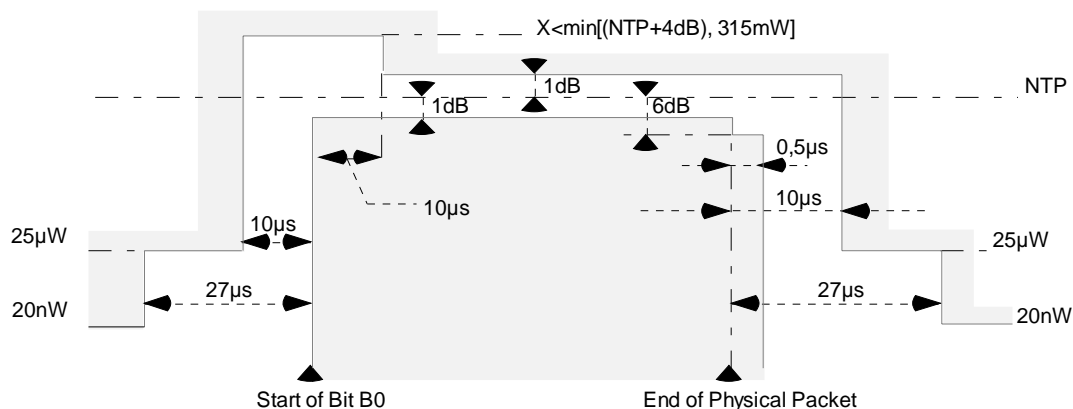 X<min[(NTP+4dB), 315mW]
NTP
1dB
1dB
6dB
0,5µs
10µs
10µs
10µs
25µW
25µW
27µs
27µs
20nW
20nW
Start of Bit B0
End of Physical Packet